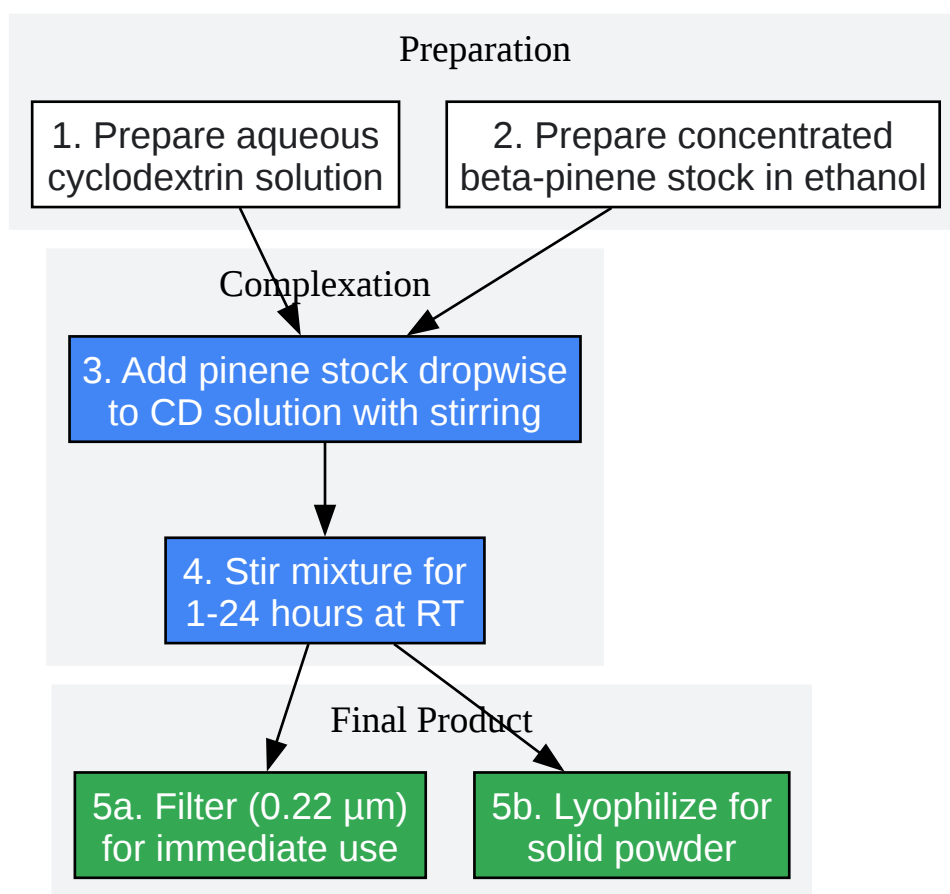 Preparation
1. Prepare aqueous
cyclodextrin solution
2. Prepare concentrated
beta-pinene stock in ethanol
Complexation
3. Add pinene stock dropwise
to CD solution with stirring
4. Stir mixture for
1-24 hours at RT
Final Product
5a. Filter (0.22 µm)
for immediate use
5b. Lyophilize for
solid powder